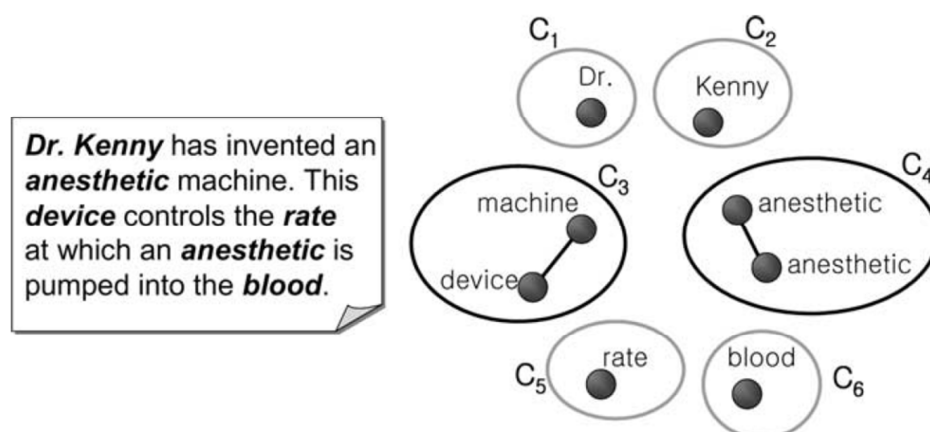 Dr. Kenny has invented an
anesthetic machine. This
device controls the rate
at which an anesthetic is
pumped into the blood.
C1
C2
Dr.
Kenny
C3
C4
machine
anesthetic
device
anesthetic
C5
rate
blood
C6